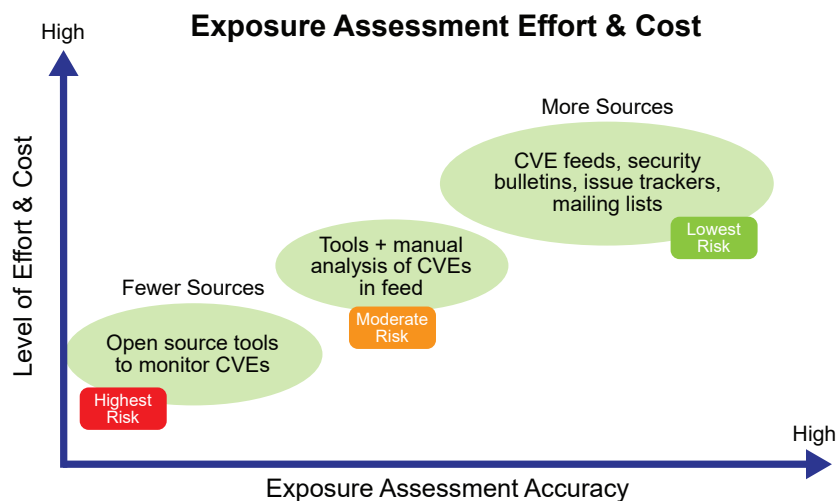 Exposure Assessment Effort & Cost
High
Level of Effort & Cost
More Sources
CVE feeds, security
bulletins, issue trackers,
mailing lists
Lowest
Risk
Tools + manual
analysis of CVEs
in feed
Moderate
Risk
Fewer Sources
Open source tools
to monitor CVEs
Highest
Risk
High
Exposure Assessment Accuracy